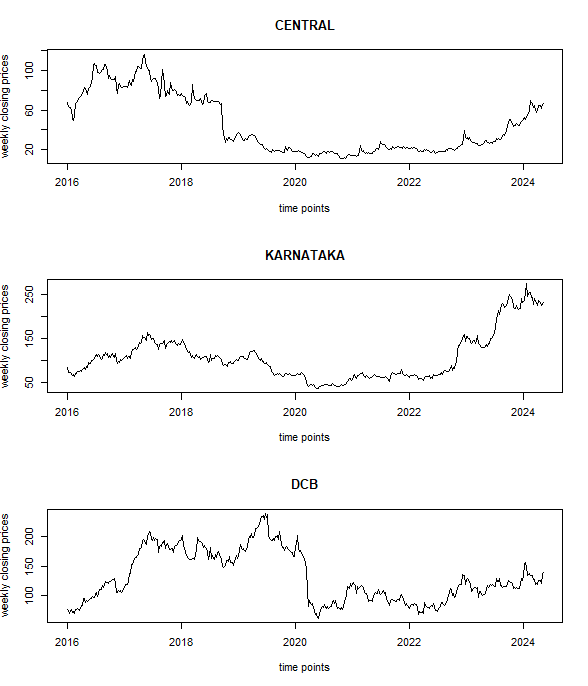 CENTRAL
weekly closing prices
20 60 100
2016 2018 2020 2022 2024
time points
KARNATAKA
weekly closing prices
50 150 250
2016 2018 2020 2022 2024
time points
DCB
weekly closing prices
100 150 200
2016 2018 2020 2022 2024
time points